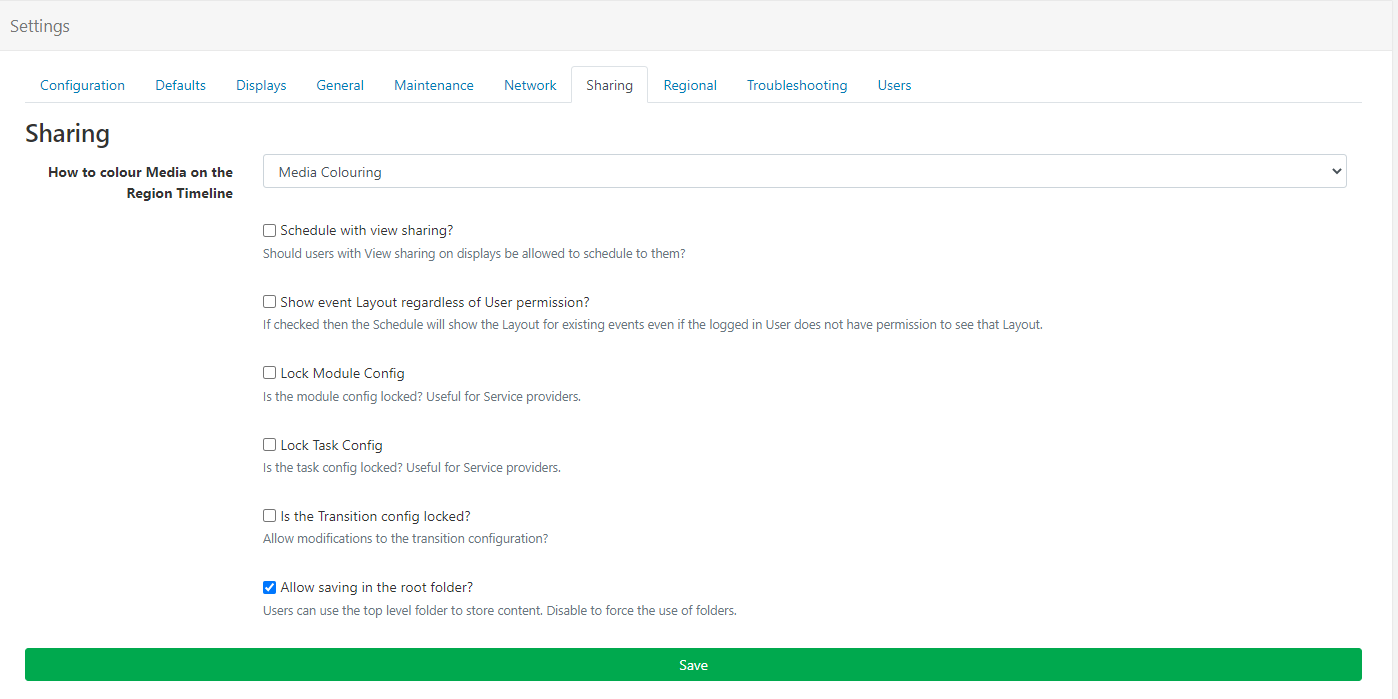 Settings
Configuration Defaults Displays General Maintenance Network Sharing Regional Troubleshooting Users
Sharing
How to colour Media on the
Region Timeline
Media Colouring
Schedule with view sharing?
Should users with View sharing on displays be allowed to schedule to them?
Show event Layout regardless of User permission?
If checked then the Schedule will show the Layout for existing events even if the logged in User does not have permission to see that Layout.
Lock Module Config
Is the module config locked? Useful for Service providers.
Lock Task Config
Is the task config locked? Useful for Service providers.
Is the Transition config locked?
Allow modifications to the transition configuration?
Allow saving in the root folder?
Users can use the top level folder to store content. Disable to force the use of folders.
Save